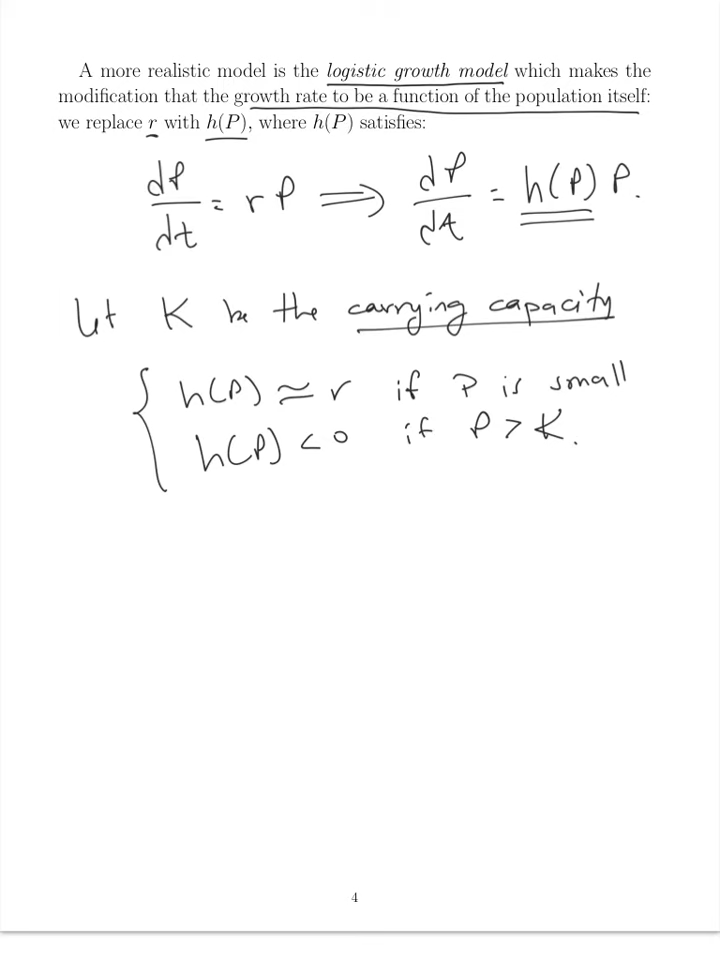 A more realistic model is the logistic growth model which makes the
modification that the growth rate to be a function of the population itself:
we replace r with h(P), where h(P) satisfies:
dP/dt = rP ⟹ dP/dt = h(P) P.
Let K be the carrying capacity
{ h(P) ≃ r if P is small
h(P) < 0 if P > K.
4